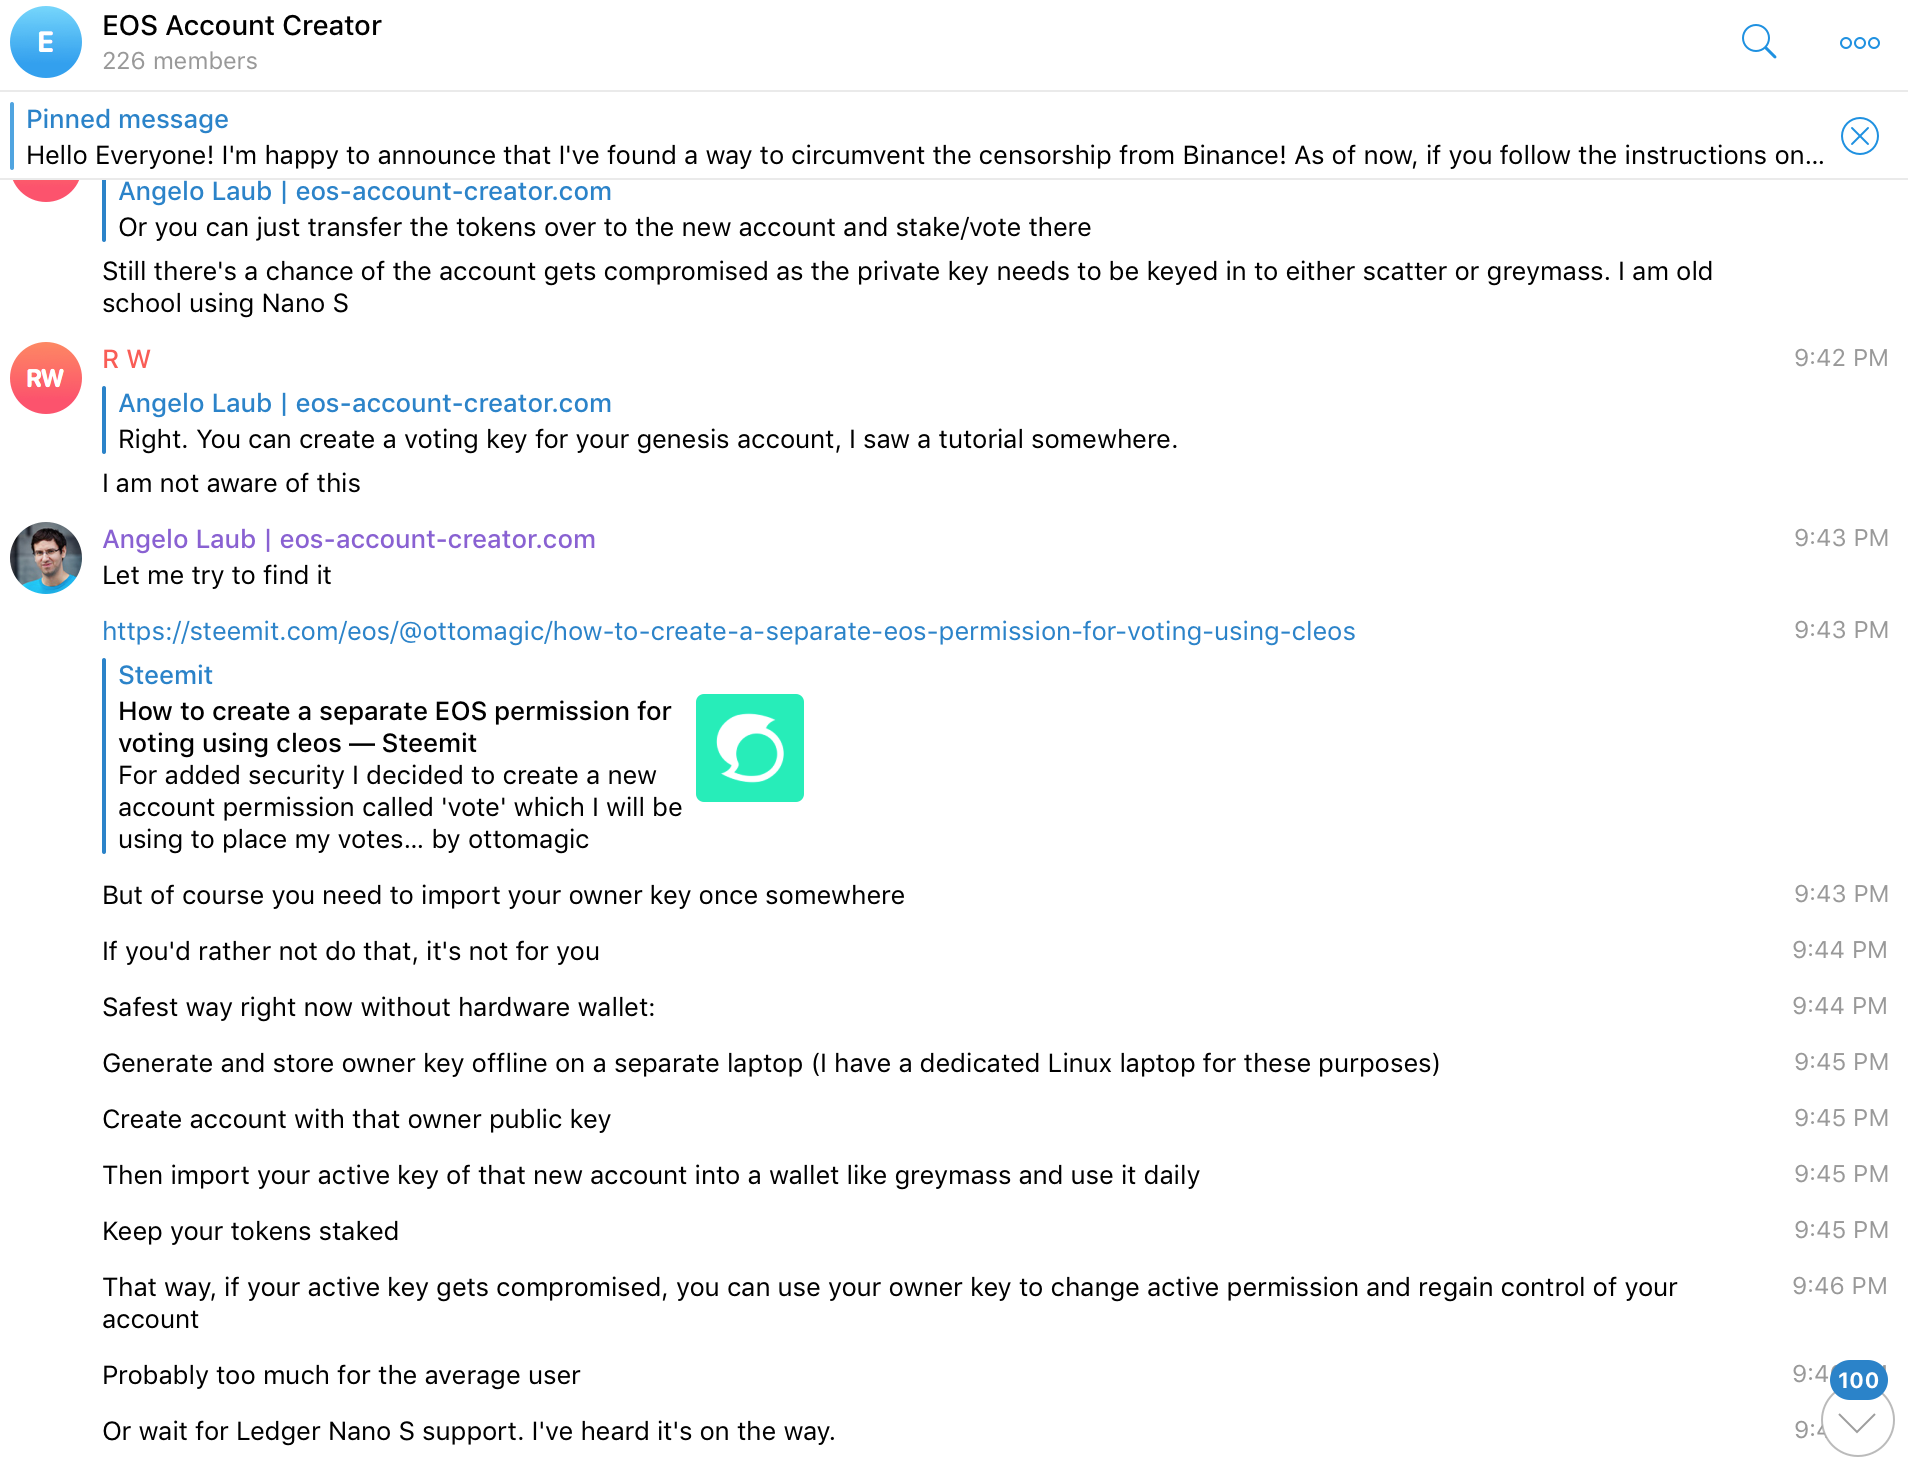 E
EOS Account Creator
226 members
Pinned message
Hello Everyone! I'm happy to announce that I've found a way to circumvent the censorship from Binance! As of now, if you follow the instructions on...
Angelo Laub | eos-account-creator.com
Or you can just transfer the tokens over to the new account and stake/vote there
Still there's a chance of the account gets compromised as the private key needs to be keyed in to either scatter or greymass. I am old
school using Nano S
RW
R W
9:42 PM
Angelo Laub | eos-account-creator.com
Right. You can create a voting key for your genesis account, I saw a tutorial somewhere.
I am not aware of this
Angelo Laub | eos-account-creator.com
9:43 PM
Let me try to find it
https://steemit.com/eos/@ottomagic/how-to-create-a-separate-eos-permission-for-voting-using-cleos
9:43 PM
Steemit
How to create a separate EOS permission for
voting using cleos — Steemit
For added security I decided to create a new
account permission called 'vote' which I will be
using to place my votes... by ottomagic
But of course you need to import your owner key once somewhere
9:43 PM
If you'd rather not do that, it's not for you
9:44 PM
Safest way right now without hardware wallet:
9:44 PM
Generate and store owner key offline on a separate laptop (I have a dedicated Linux laptop for these purposes)
9:45 PM
Create account with that owner public key
9:45 PM
Then import your active key of that new account into a wallet like greymass and use it daily
9:45 PM
Keep your tokens staked
9:45 PM
That way, if your active key gets compromised, you can use your owner key to change active permission and regain control of your
account
9:46 PM
Probably too much for the average user
100
Or wait for Ledger Nano S support. I've heard it's on the way.